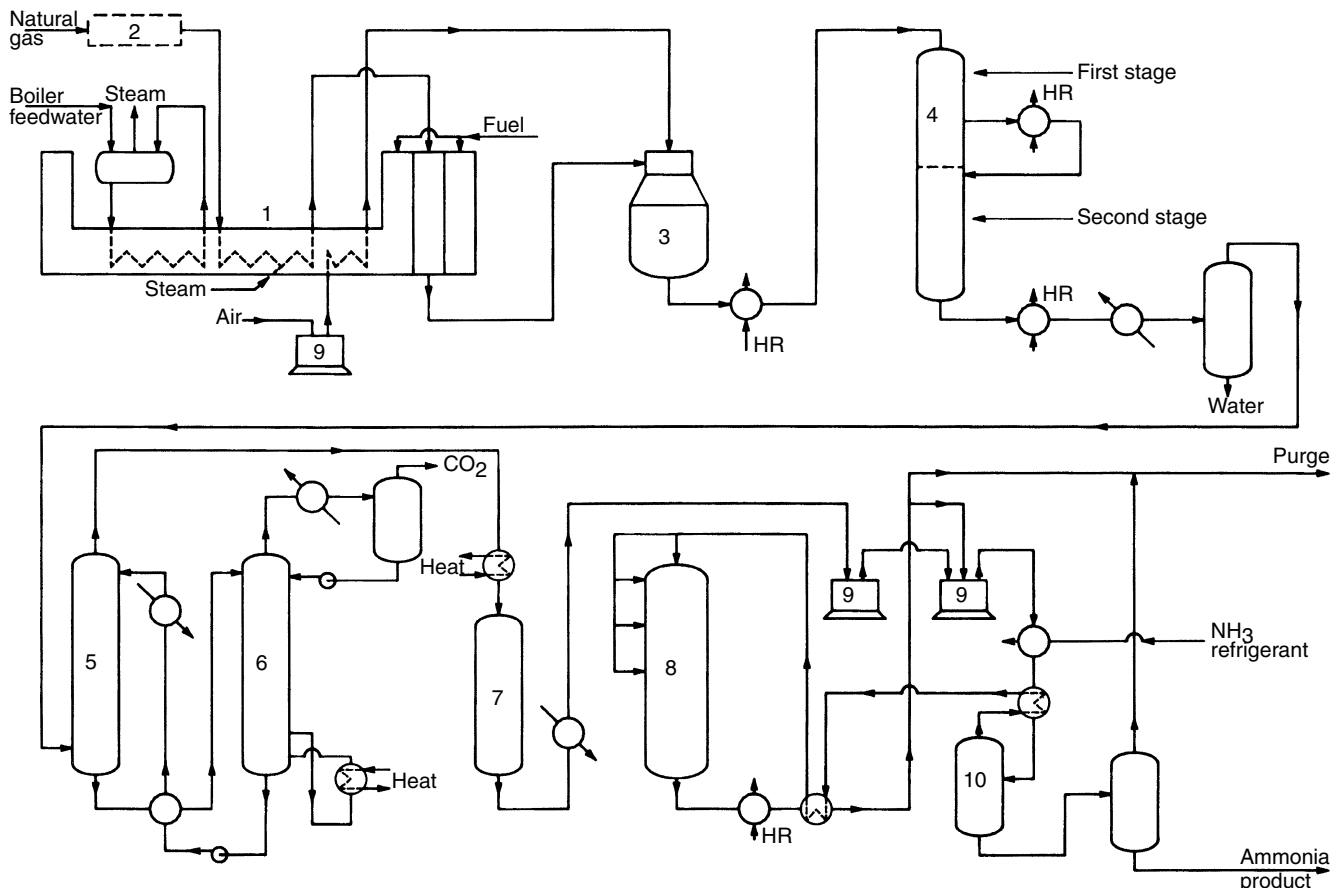 Natural
gas
2
First stage
HR
4
Boiler
feedwater
Steam
Fuel
1
3
Second stage
Steam
HR
Air
9
HR
Water
Purge
CO2
Heat
9
9
NH3
refrigerant
5
6
7
8
Heat
10
HR
Ammonia
product